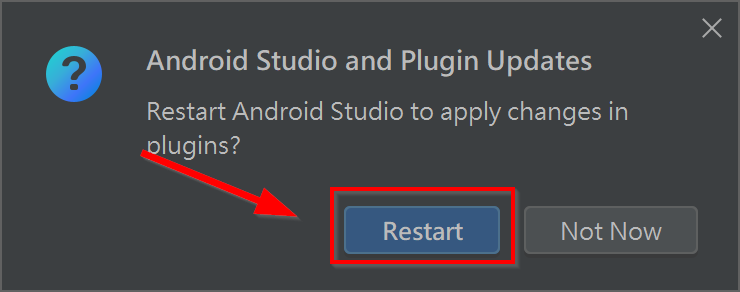 Android Studio and Plugin Updates
Restart Android Studio to apply changes in
plugins?
Restart
Not Now